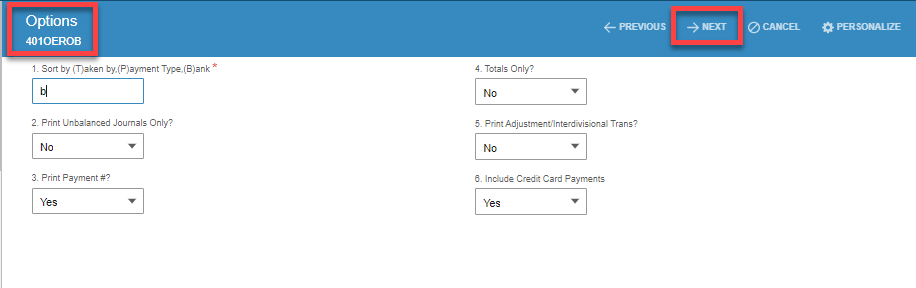 Options
401OEROB
PREVIOUS
NEXT
CANCEL
PERSONALIZE
1. Sort by (T)aken by,(P)ayment Type,(B)ank *
b
2. Print Unbalanced Journals Only?
No
3. Print Payment #?
Yes
4. Totals Only?
No
5. Print Adjustment/Interdivisional Trans?
No
6. Include Credit Card Payments
Yes